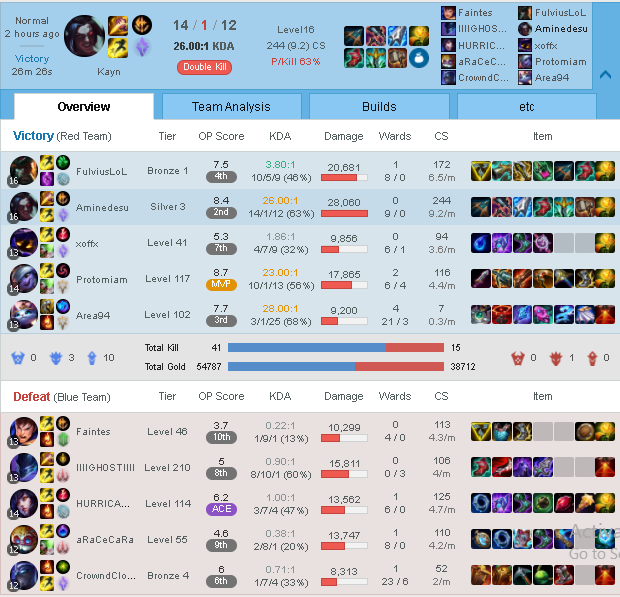 Normal
2 hours ago
Victory
26m 26s
Kayn
14 / 1 / 12
26.00:1 KDA
Double Kill
Level16
244 (9.2) CS
P/Kill 63%
Faintes
IIIIGHOST...
HURRIC...
aRaCeC...
CrowndC...
FulviusLoL
Aminedesu
xoffx
Protomiam
Area94
Overview
Team Analysis
Builds
etc
Victory (Red Team) Tier OP Score KDA Damage Wards CS Item
16 FulviusLoL Bronze 1 7.5 4th 3.80:1 10/5/9 (46%) 20,681 1 8 / 0 172 6.5/m
16 Aminedesu Silver 3 8.4 2nd 26.00:1 14/1/12 (63%) 28,060 0 9 / 0 244 9.2/m
13 xoffx Level 41 5.3 7th 1.86:1 4/7/9 (32%) 9,856 0 6 / 1 94 3.6/m
14 Protomiam Level 117 8.7 MVP 23.00:1 10/1/13 (56%) 17,865 2 6 / 4 116 4.4/m
13 Area94 Level 102 7.7 3rd 28.00:1 3/1/25 (68%) 9,200 4 21 / 3 7 0.3/m
0 3 10
Total Kill 41 15
Total Gold 54787 38712
0 1 0
Defeat (Blue Team) Tier OP Score KDA Damage Wards CS Item
13 Faintes Level 46 3.7 10th 0.22:1 1/9/1 (13%) 10,299 0 4 / 0 113 4.3/m
13 IIIIGHOSTIIII Level 210 5 8th 0.90:1 8/10/1 (60%) 15,811 0 0 / 3 106 4/m
14 HURRICA... Level 114 6.2 ACE 1.00:1 3/7/4 (47%) 13,562 1 6 / 0 125 4.7/m
12 aRaCeCaRa Level 55 4.6 9th 0.38:1 2/8/1 (20%) 13,747 1 8 / 0 110 4.2/m
12 CrowndClo... Bronze 4 6 6th 0.71:1 1/7/4 (33%) 8,313 1 23 / 6 52 2/m
Activa
Go to S